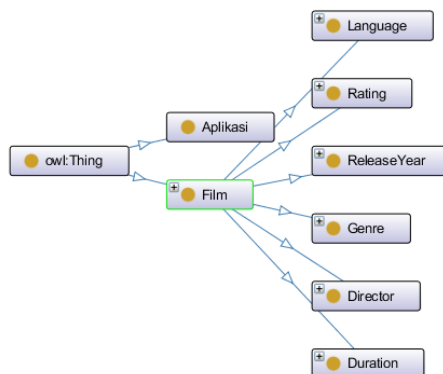 Language
Rating
Aplikasi
owl:Thing
ReleaseYear
Film
Genre
Director
Duration